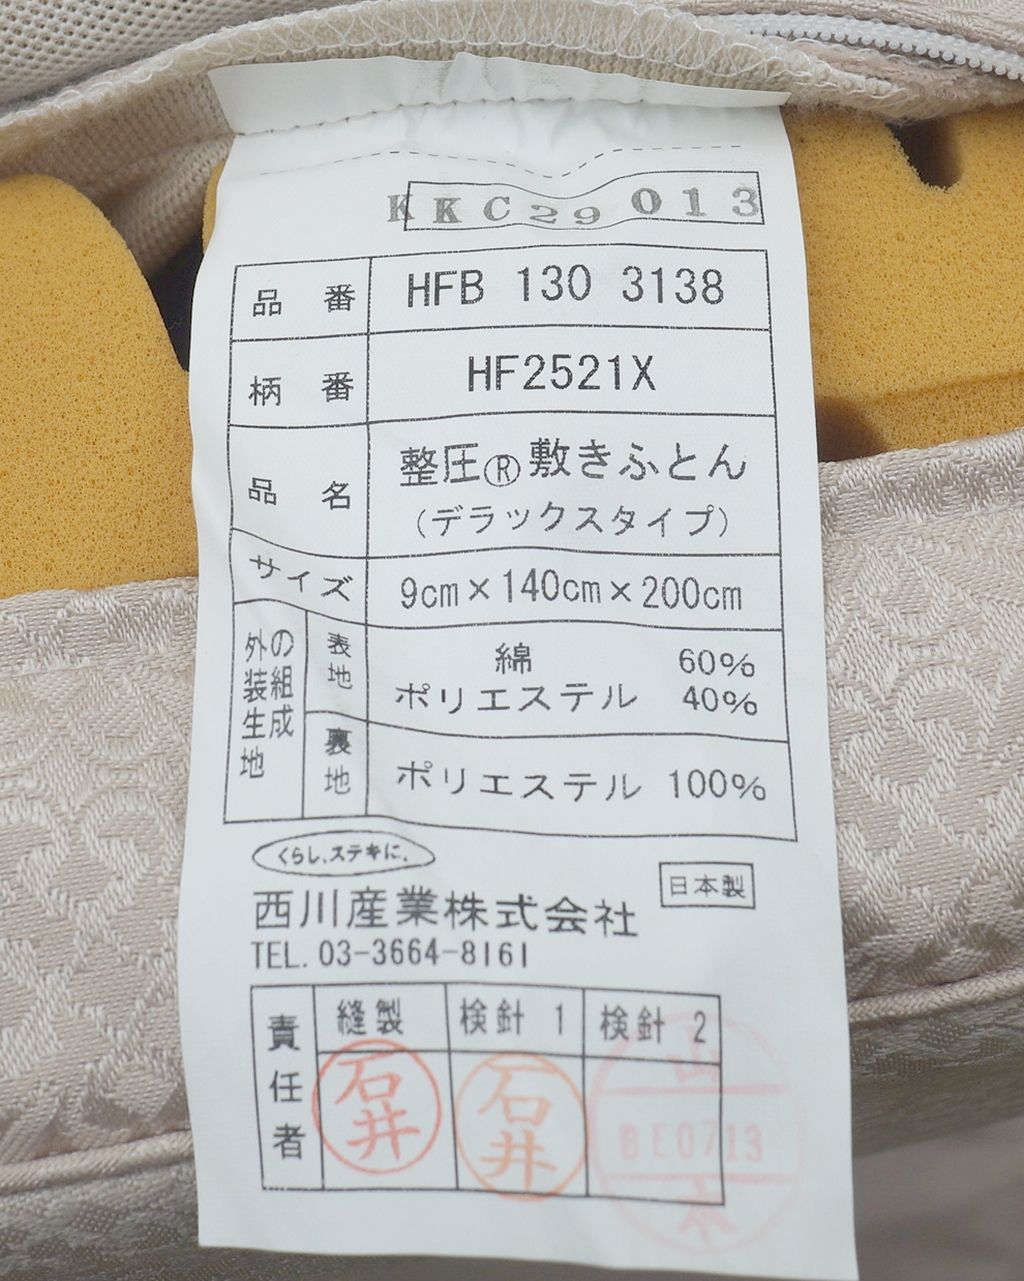 KKC29 013
品番 HFB 130 3138
柄番 HF2521X
品名 整圧®敷きふとん
(デラックスタイプ)
サイズ 9cm×140cm×200cm
外装生地の組成
表地 綿 60%
ポリエステル 40%
裏地 ポリエステル 100%
くらし、ステキに。
日本製
西川産業株式会社
TEL. 03-3664-8161
責任者 縫製 検針 1 検針 2
石井 石井
山
BE0713
本